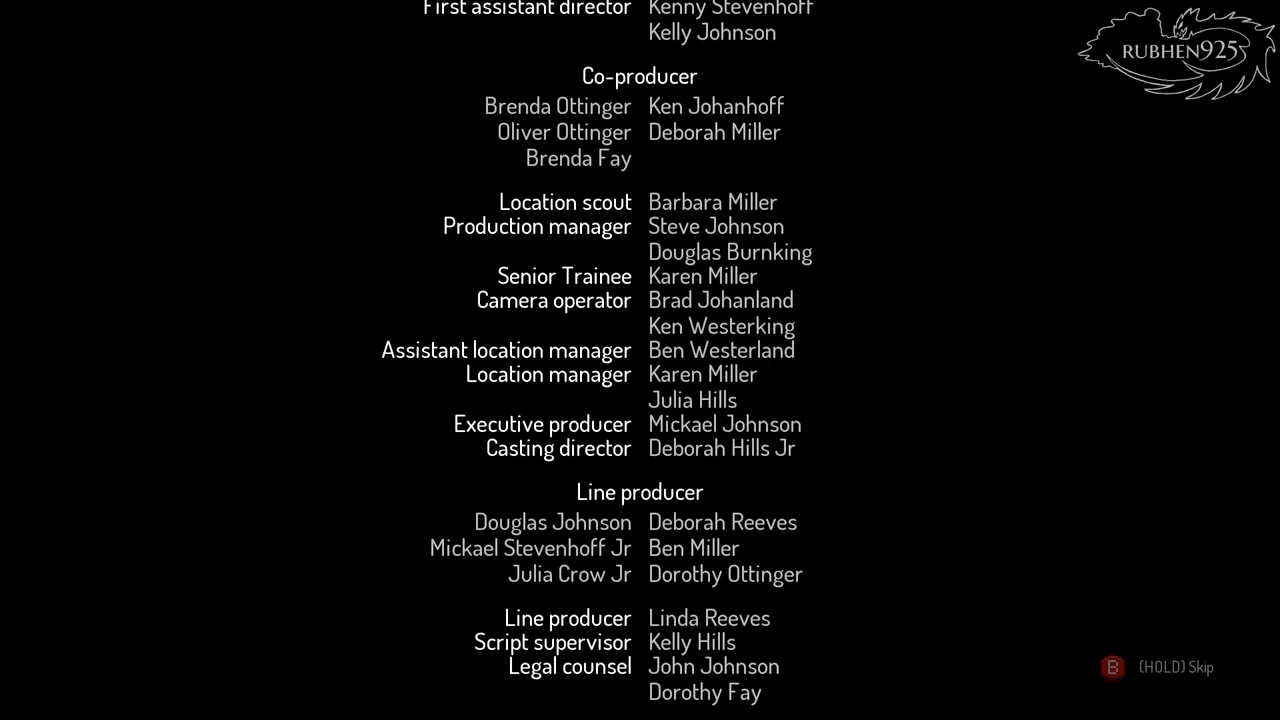 First assistant director Kenny Stevenhoff
Kelly Johnson
RUBHEN925
Co-producer
Brenda Ottinger Ken Johanhoff
Oliver Ottinger Deborah Miller
Brenda Fay
Location scout Barbara Miller
Production manager Steve Johnson
Douglas Burnking
Senior Trainee Karen Miller
Camera operator Brad Johanland
Ken Westerking
Assistant location manager Ben Westerland
Location manager Karen Miller
Julia Hills
Executive producer Mickael Johnson
Casting director Deborah Hills Jr
Line producer
Douglas Johnson Deborah Reeves
Mickael Stevenhoff Jr Ben Miller
Julia Crow Jr Dorothy Ottinger
Line producer Linda Reeves
Script supervisor Kelly Hills
Legal counsel John Johnson
B (HOLD) Skip
Dorothy Fay